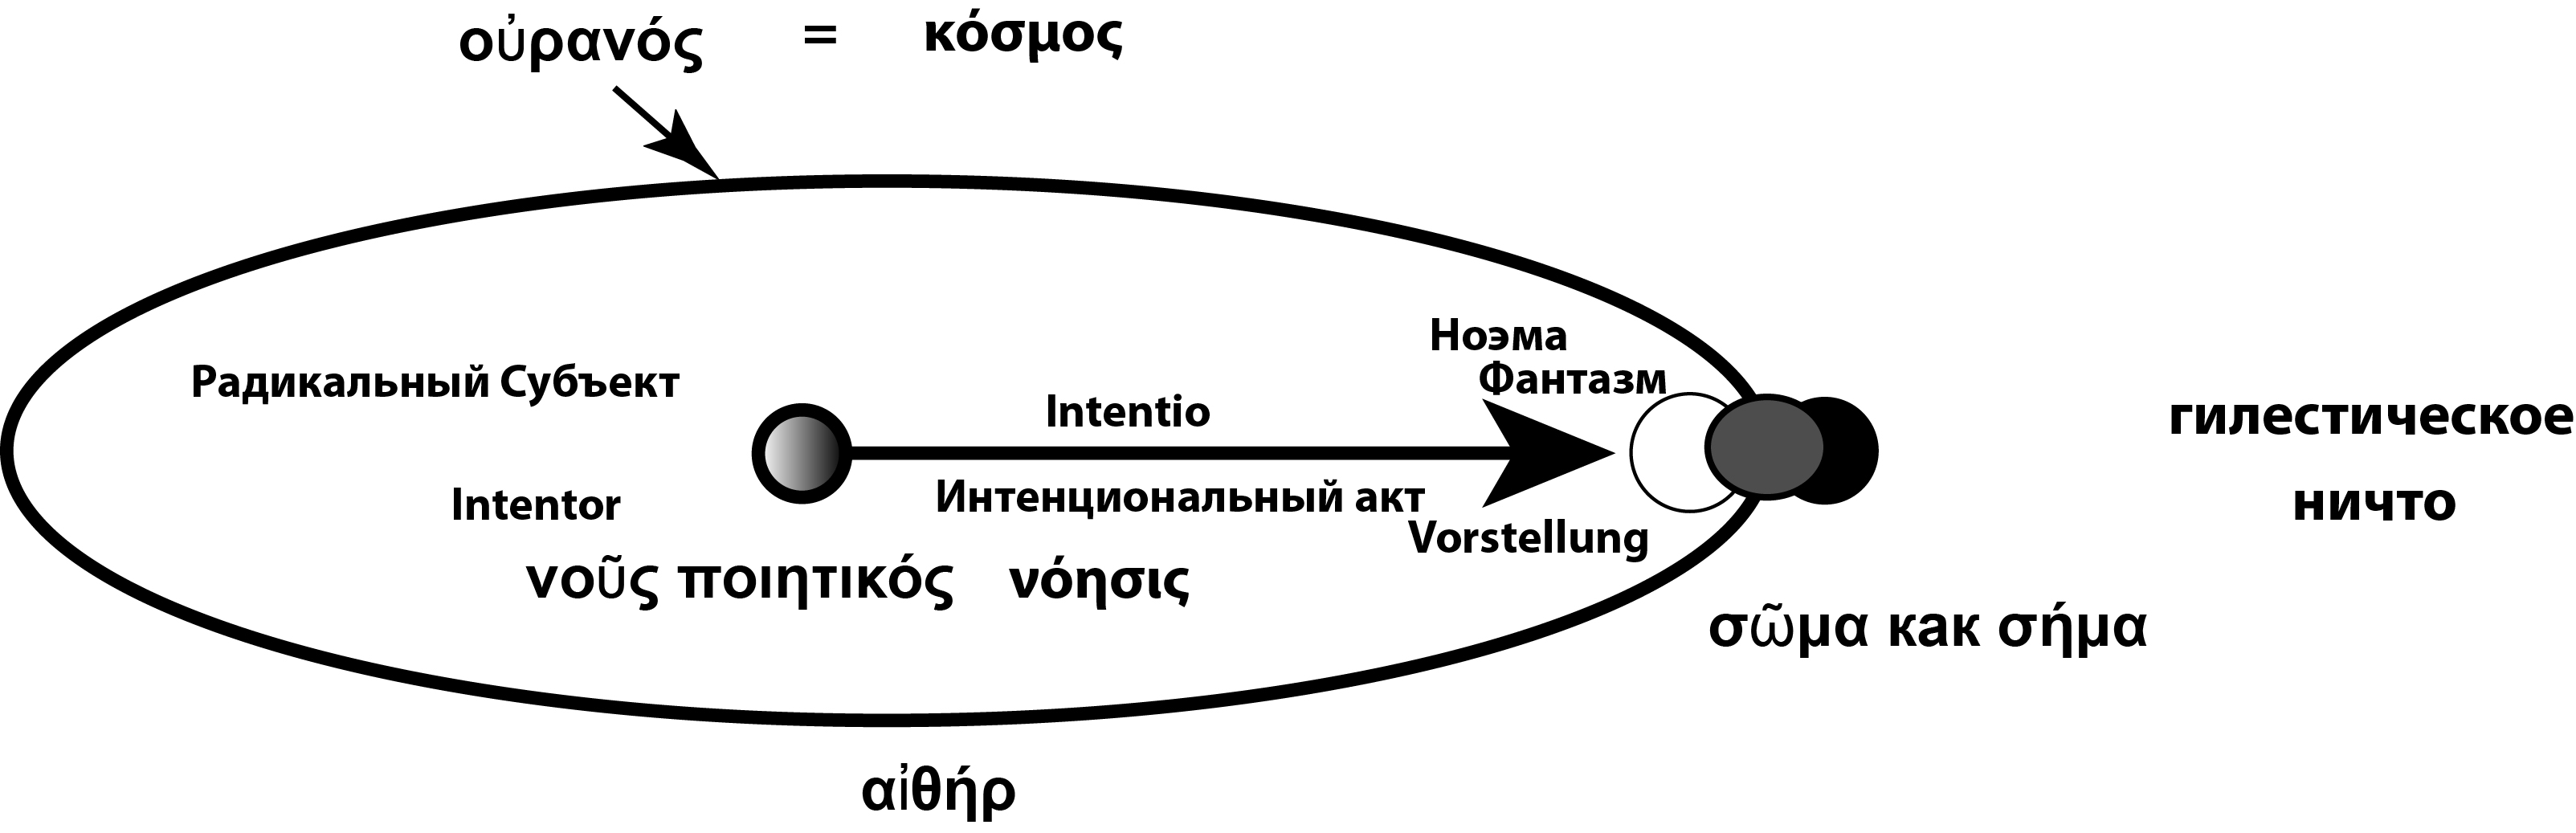 οὐρανός = κόσμος
Ноэма
Фантазм
Радикальный Субъект
Intentio
гилестическое
ничто
Intentor
Интенциональный акт
Vorstellung
νοῦς ποιητικός νόησις
σῶμα как σήμα
αἰθήρ